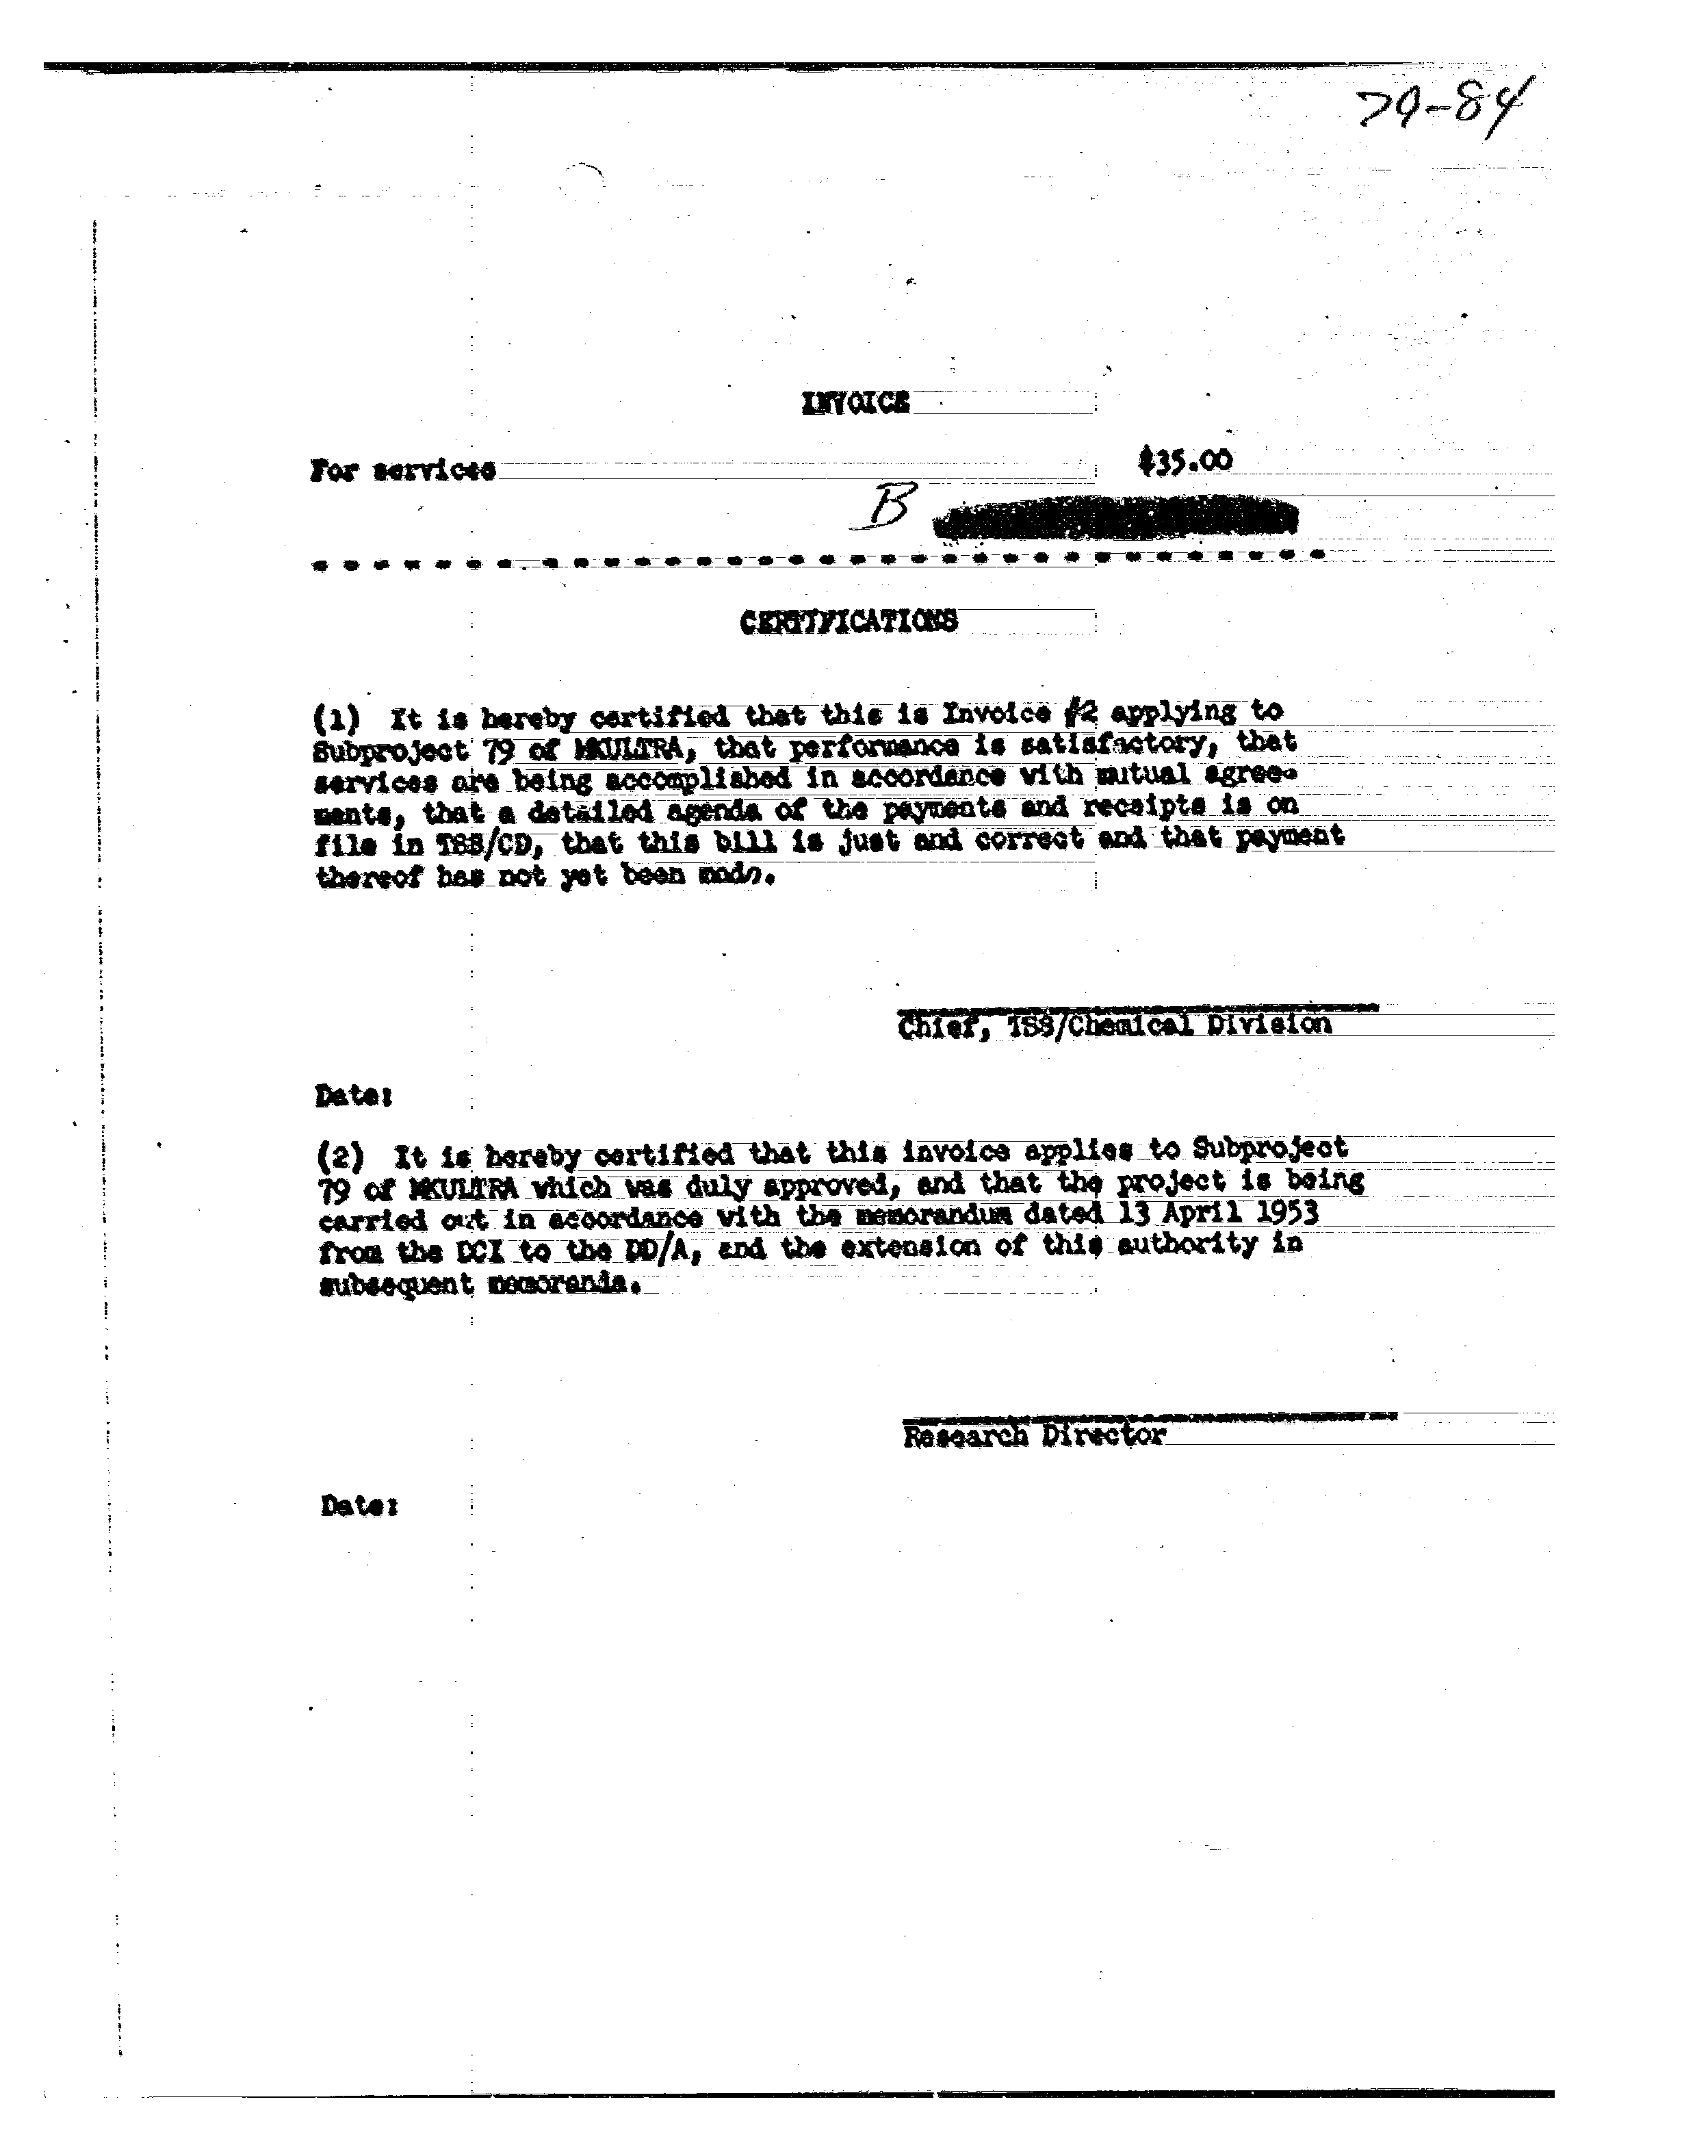 79-84
INVOICE
For services $35.00
B
- - - - - - - - - - - - - - - - - - - - - - - - - - - - - - - - -
CERTIFICATIONS
(1) It is hereby certified that this is Invoice #2 applying to
Subproject 79 of MKULTRA, that performance is satisfactory, that
services are being accomplished in accordance with mutual agree-
ments, that a detailed agenda of the payments and receipts is on
file in TSS/CD, that this bill is just and correct and that payment
thereof has not yet been made.
Chief, TSS/Chemical Division
Date:
(2) It is hereby certified that this invoice applies to Subproject
79 of MKULTRA which was duly approved, and that the project is being
carried out in accordance with the memorandum dated 13 April 1953
from the DCI to the DD/A, and the extension of this authority in
subsequent memoranda.
Research Director
Date: